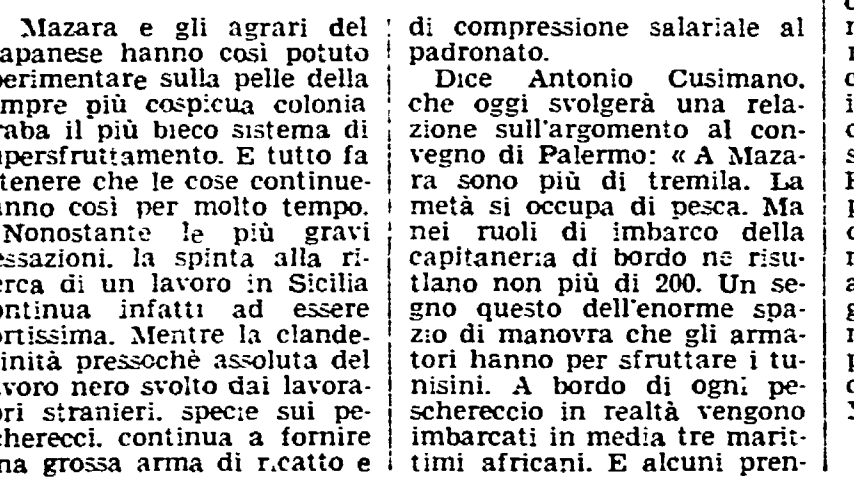 Mazara e gli agrari del
apanese hanno così potuto
perimentare sulla pelle della
mpre più cospicua colonia
raba il più bieco sistema di
persfruttamento. E tutto fa
tenere che le cose continue-
anno così per molto tempo.
Nonostante le più gravi
essazioni, la spinta alla ri-
erca di un lavoro in Sicilia
ontinua infatti ad essere
ortissima. Mentre la clande-
inità pressochè assoluta del
avoro nero svolto dai lavora-
ori stranieri, specie sui pe-
cherecci, continua a fornire
na grossa arma di ricatto e
di compressione salariale al
padronato.
Dice Antonio Cusimano,
che oggi svolgerà una rela-
zione sull'argomento al con-
vegno di Palermo: « A Maza-
ra sono più di tremila. La
metà si occupa di pesca. Ma
nei ruoli di imbarco della
capitaneria di bordo ne risu-
tlano non più di 200. Un se-
gno questo dell'enorme spa-
zio di manovra che gli arma-
tori hanno per sfruttare i tu-
nisini. A bordo di ogni pe-
schereccio in realtà vengono
imbarcati in media tre marit-
timi africani. E alcuni pren-